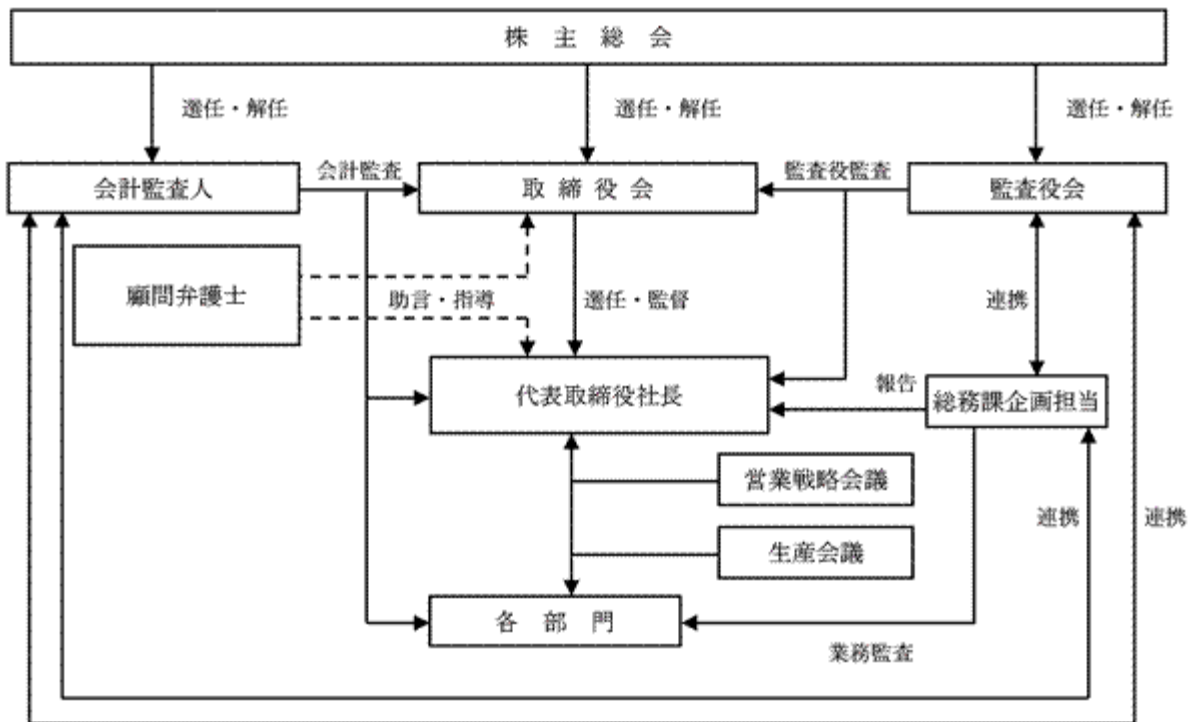 株 主 総 会
選任・解任
選任・解任
選任・解任
会計監査人
会計監査
取 締 役 会
監査役監査
監査役会
顧問弁護士
助言・指導
選任・監督
連携
代表取締役社長
報告
総務課企画担当
営業戦略会議
連携
連携
生産会議
各 部 門
業務監査